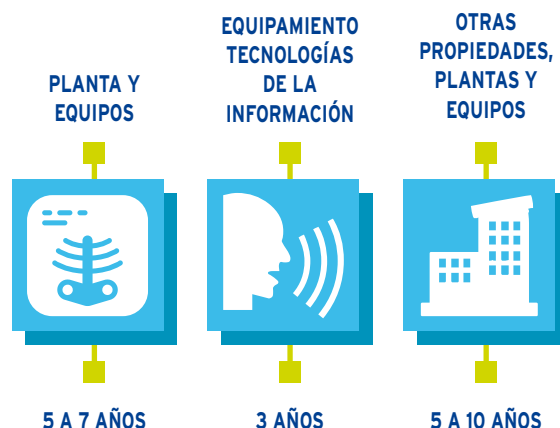 PLANTA Y
EQUIPOS
5 A 7 AÑOS
EQUIPAMIENTO
TECNOLOGÍAS
DE LA
INFORMACIÓN
3 AÑOS
OTRAS
PROPIEDADES,
PLANTAS Y
EQUIPOS
5 A 10 AÑOS